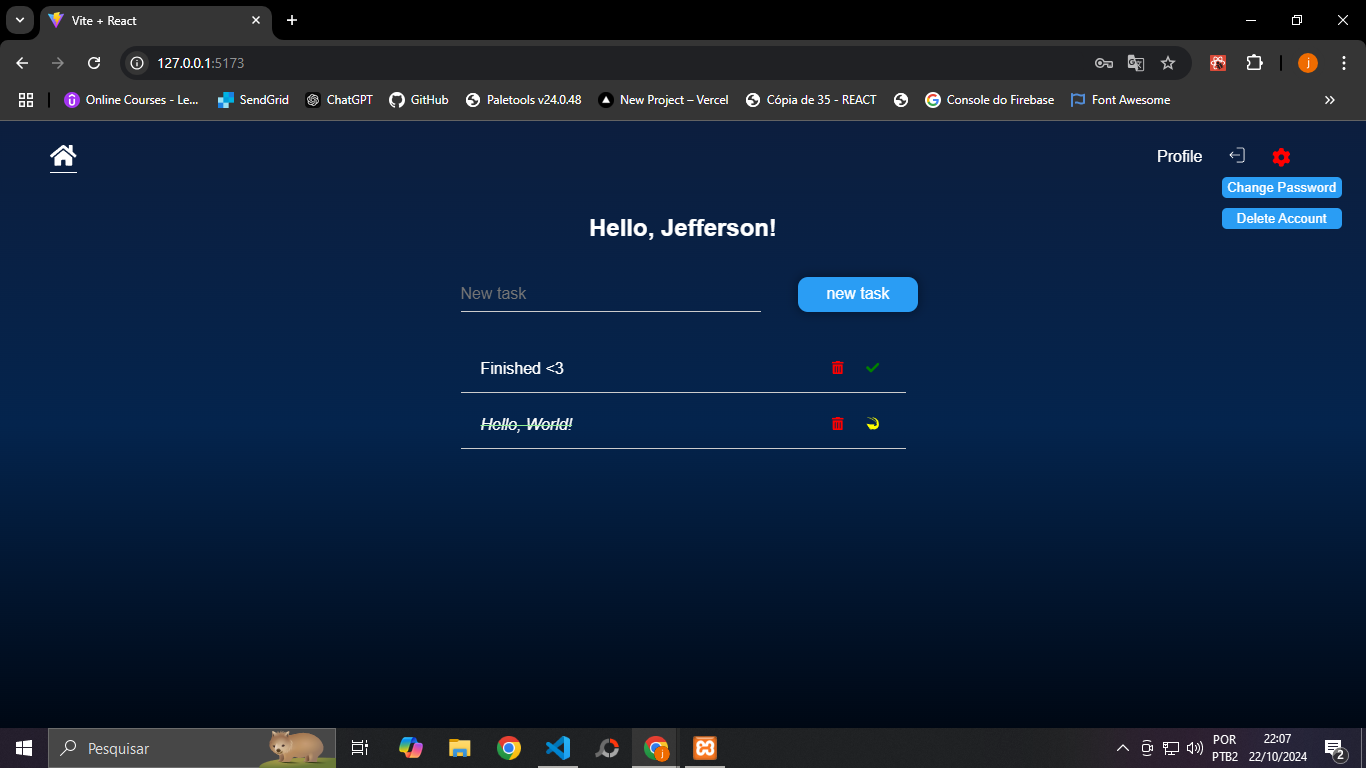 Vite + React
127.0.0.1:5173
Online Courses - Le...
SendGrid
ChatGPT
GitHub
Paletools v24.0.48
New Project – Vercel
Cópia de 35 - REACT
Console do Firebase
Font Awesome
Profile
Change Password
Delete Account
Hello, Jefferson!
New task
new task
Finished <3
Hello, World!
Pesquisar
POR
PTB2
22:07
22/10/2024
2
j